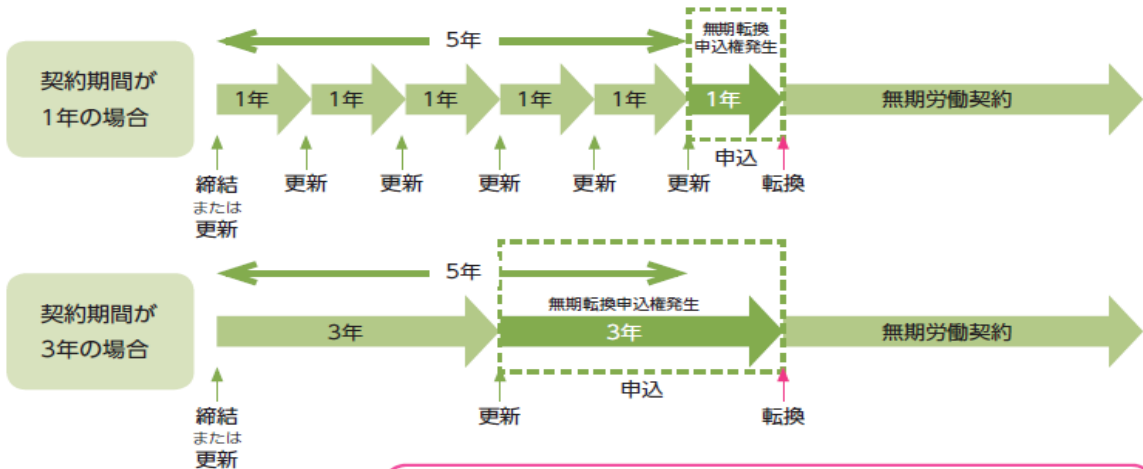 5年
無期転換
申込権発生
契約期間が
1年の場合
1年
1年
1年
1年
1年
1年
無期労働契約
申込
締結
または
更新
更新
更新
更新
更新
更新
転換
5年
無期転換申込権発生
契約期間が
3年の場合
3年
3年
無期労働契約
申込
締結
または
更新
更新
転換